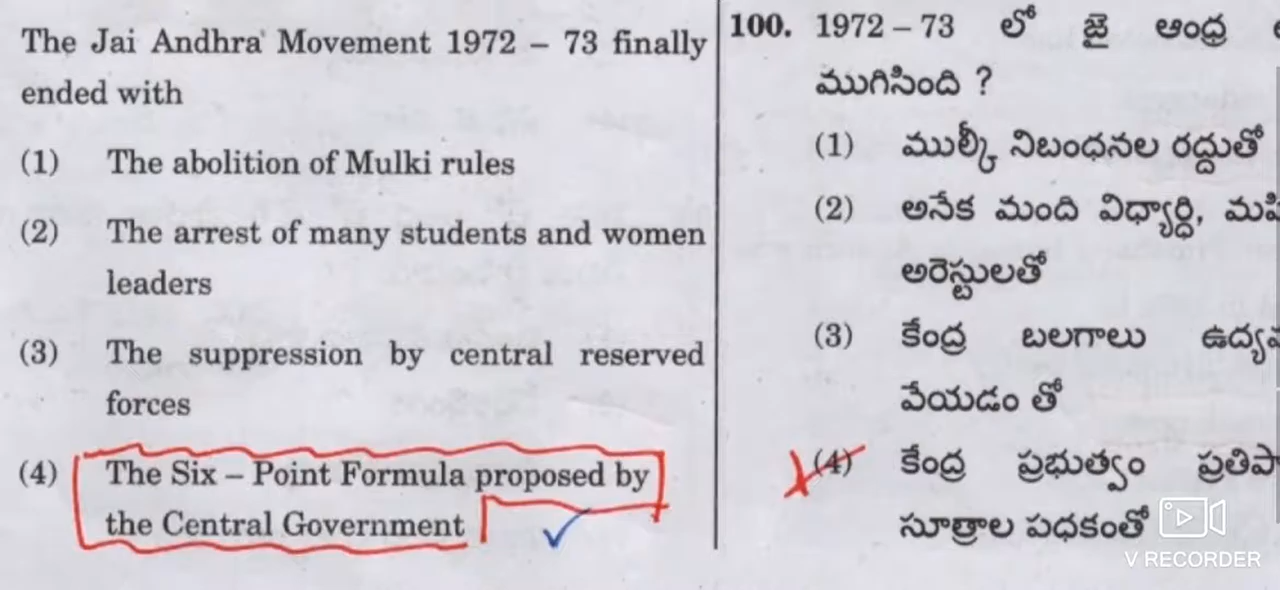 The Jai Andhra Movement 1972 – 73 finally
ended with
(1) The abolition of Mulki rules
(2) The arrest of many students and women
leaders
(3) The suppression by central reserved
forces
(4) The Six – Point Formula proposed by
the Central Government
100. 1972 – 73 లో జై ఆంధ్ర
ముగిసింది ?
(1) ముల్కీ నిబంధనల రద్దుతో
(2) అనేక మంది విద్యార్ధి,
అరెస్టులతో
(3) కేంద్ర బలగాలు
వేయడం తో
(4) కేంద్ర ప్రభుత్వం
సూత్రాల పధకంతో
V RECORDER